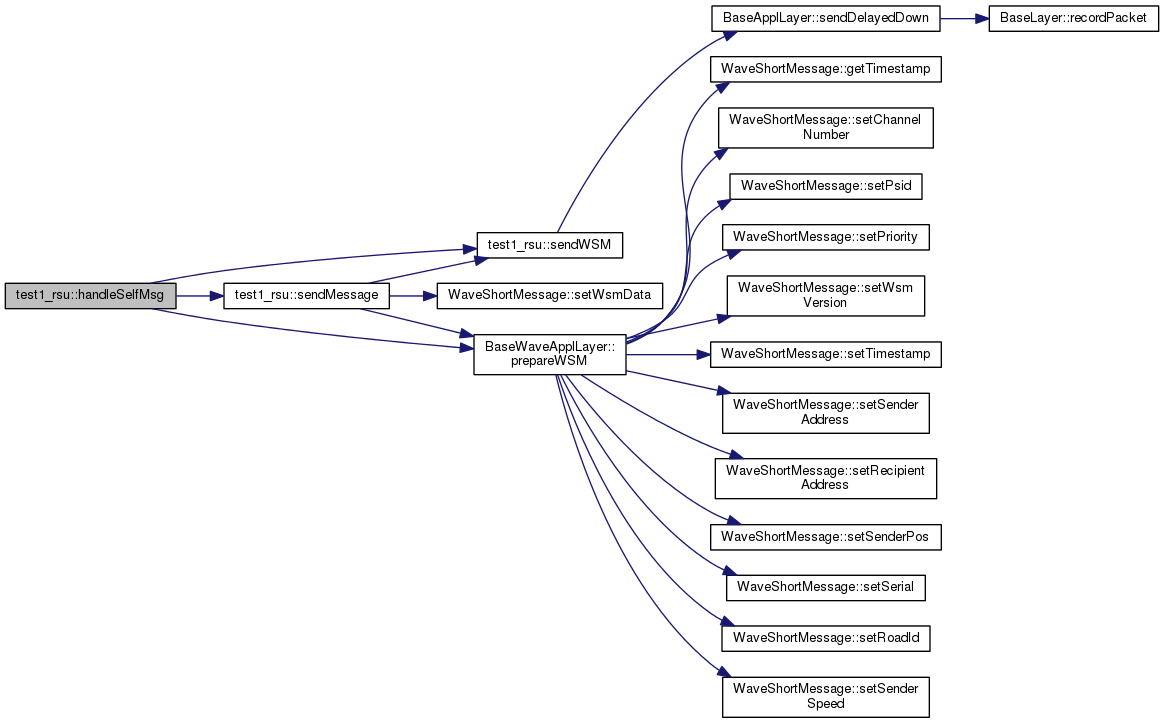 BaseApplLayer::sendDelayedDown
BaseLayer::recordPacket
WaveShortMessage::getTimestamp
WaveShortMessage::setChannel
Number
WaveShortMessage::setPsid
WaveShortMessage::setPriority
test1_rsu::sendWSM
WaveShortMessage::setWsm
Version
test1_rsu::handleSelfMsg
test1_rsu::sendMessage
WaveShortMessage::setWsmData
BaseWaveApplLayer::
prepareWSM
WaveShortMessage::setTimestamp
WaveShortMessage::setSender
Address
WaveShortMessage::setRecipient
Address
WaveShortMessage::setSenderPos
WaveShortMessage::setSerial
WaveShortMessage::setRoadId
WaveShortMessage::setSender
Speed